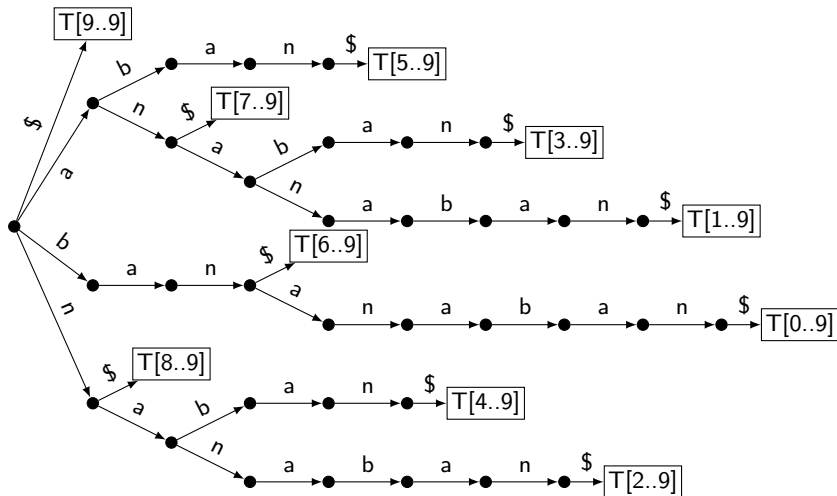 T[9..9]
b a n $ T[5..9]
$ T[7..9]
$ a n a b a n $ T[3..9]
n a b a n $ T[1..9]
b a n $ T[6..9]
a n a b a n $ T[0..9]
n $ T[8..9]
a b a n $ T[4..9]
n a b a n $ T[2..9]